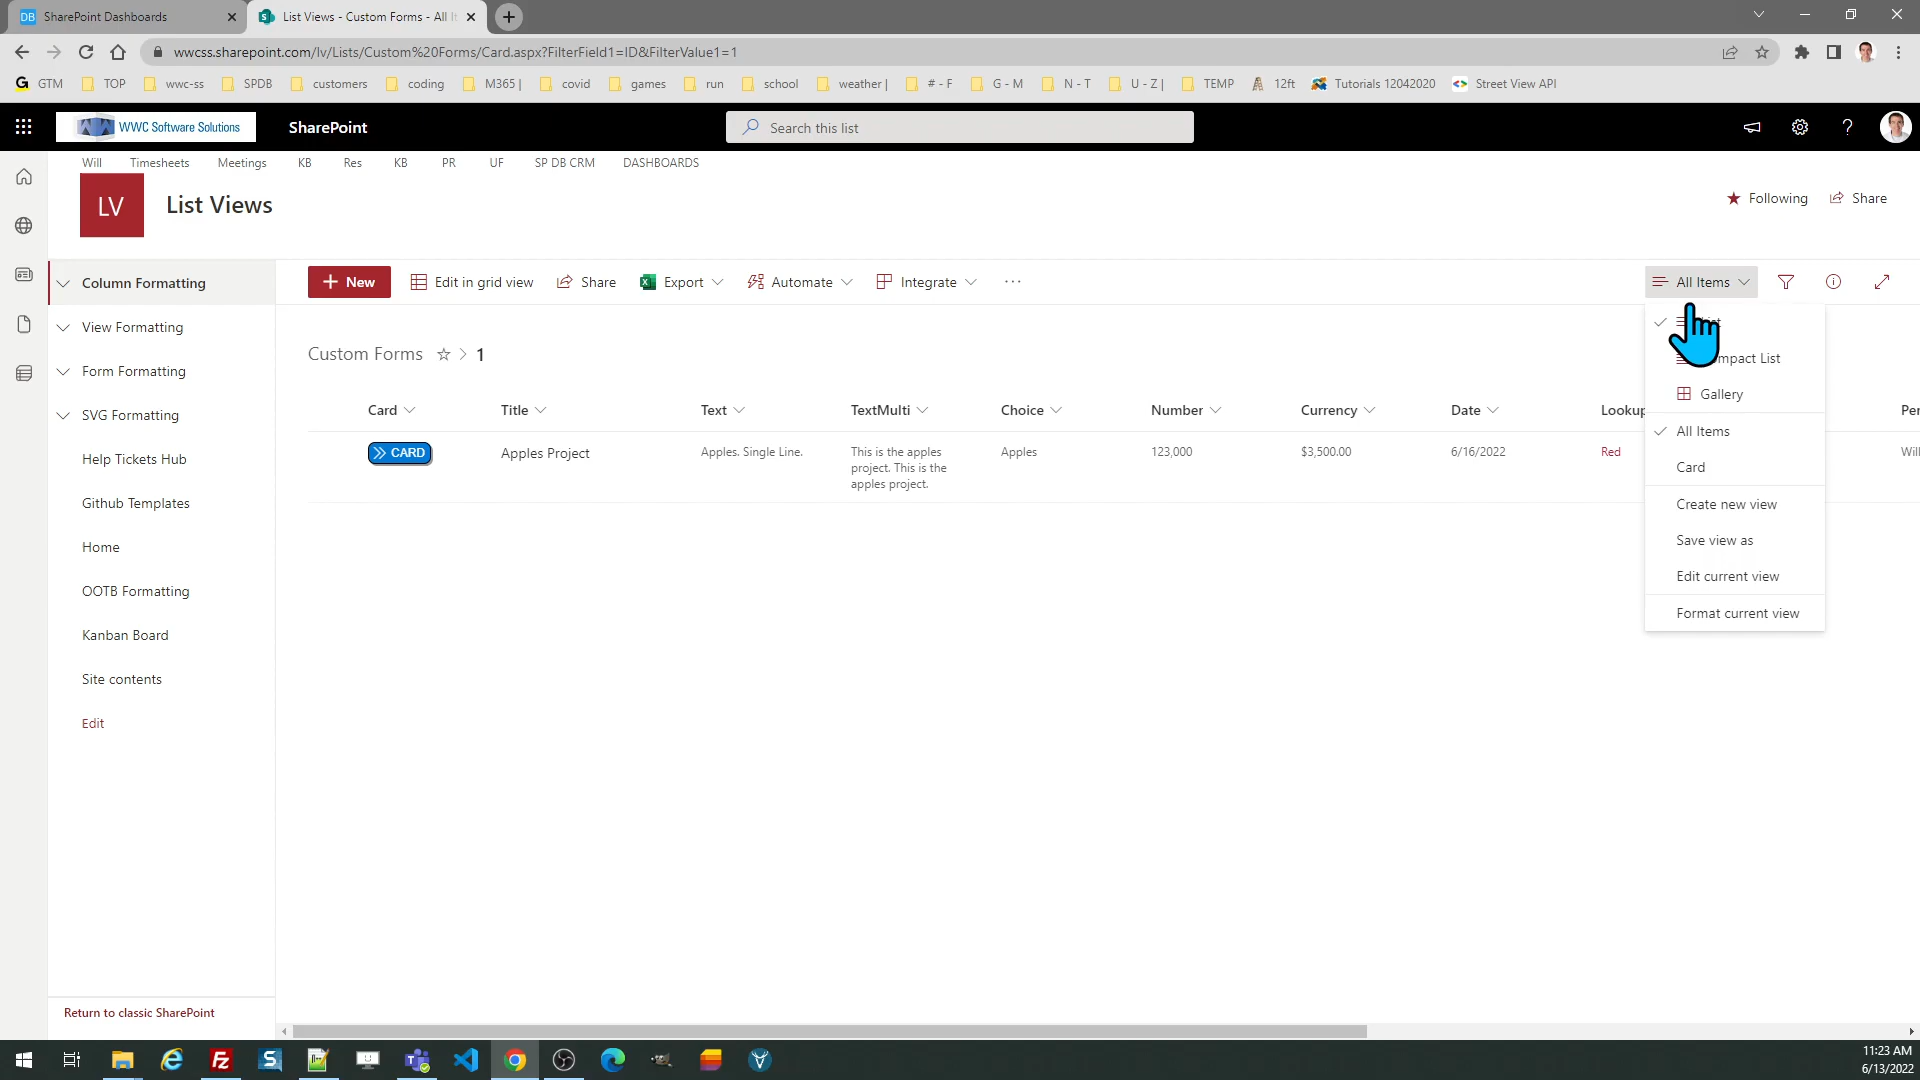 SharePoint Dashboards
List Views - Custom Forms - All It
wwcss.sharepoint.com/lv/Lists/Custom%20Forms/Card.aspx?FilterField1=ID&FilterValue1=1
GTM TOP wwc-ss SPDB customers coding M365 | covid games run school weather | # - F G - M N - T U - Z | TEMP 12ft Tutorials 12042020 Street View API
WWC Software Solutions
SharePoint
Search this list
Will Timesheets Meetings KB Res KB PR UF SP DB CRM DASHBOARDS
LV
List Views
Following
Share
Column Formatting
View Formatting
Form Formatting
SVG Formatting
Help Tickets Hub
Github Templates
Home
OOTB Formatting
Kanban Board
Site contents
Edit
Return to classic SharePoint
New Edit in grid view Share Export Automate Integrate ··· All Items
Custom Forms > 1
Card Title Text TextMulti Choice Number Currency Date Lookup Per
CARD Apples Project Apples. Single Line. This is the apples Apples 123,000 $3,500.00 6/16/2022 Red Will
project. This is the
apples project.
mpact List
Gallery
All Items
Card
Create new view
Save view as
Edit current view
Format current view
11:23 AM
6/13/2022